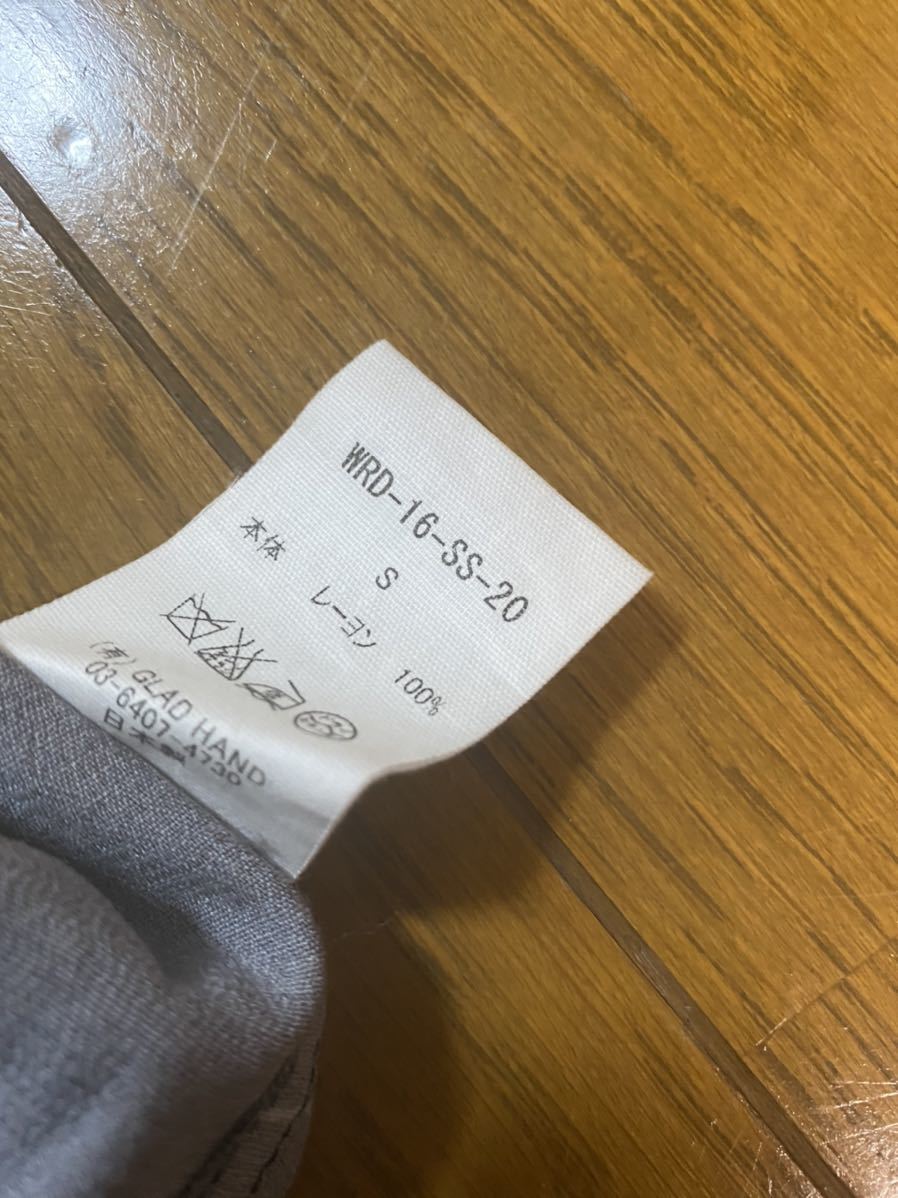 WRD-16-SS-20
S
本体 レーヨン 100%
(有) GLAD HAND
03-6407-4730
日本製